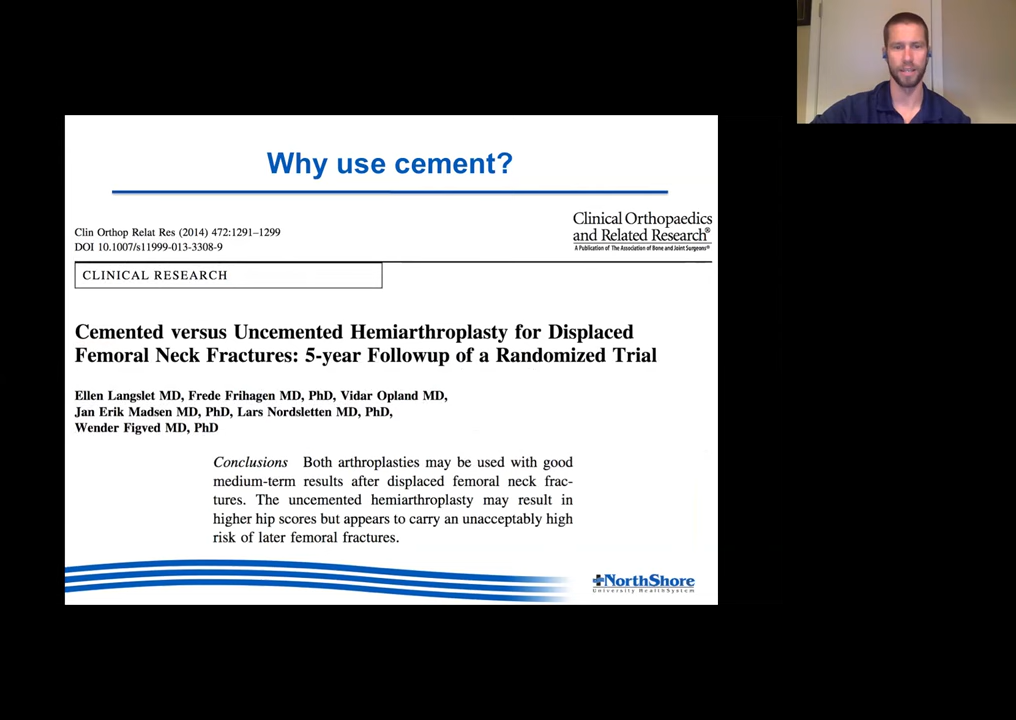 Why use cement?
Clin Orthop Relat Res (2014) 472:1291–1299
DOI 10.1007/s11999-013-3308-9
Clinical Orthopaedics
and Related Research®
A Publication of The Association of Bone and Joint Surgeons®
CLINICAL RESEARCH
Cemented versus Uncemented Hemiarthroplasty for Displaced
Femoral Neck Fractures: 5-year Followup of a Randomized Trial
Ellen Langslet MD, Frede Frihagen MD, PhD, Vidar Opland MD,
Jan Erik Madsen MD, PhD, Lars Nordsletten MD, PhD,
Wender Figved MD, PhD
Conclusions Both arthroplasties may be used with good
medium-term results after displaced femoral neck frac-
tures. The uncemented hemiarthroplasty may result in
higher hip scores but appears to carry an unacceptably high
risk of later femoral fractures.
NorthShore
University HealthSystem